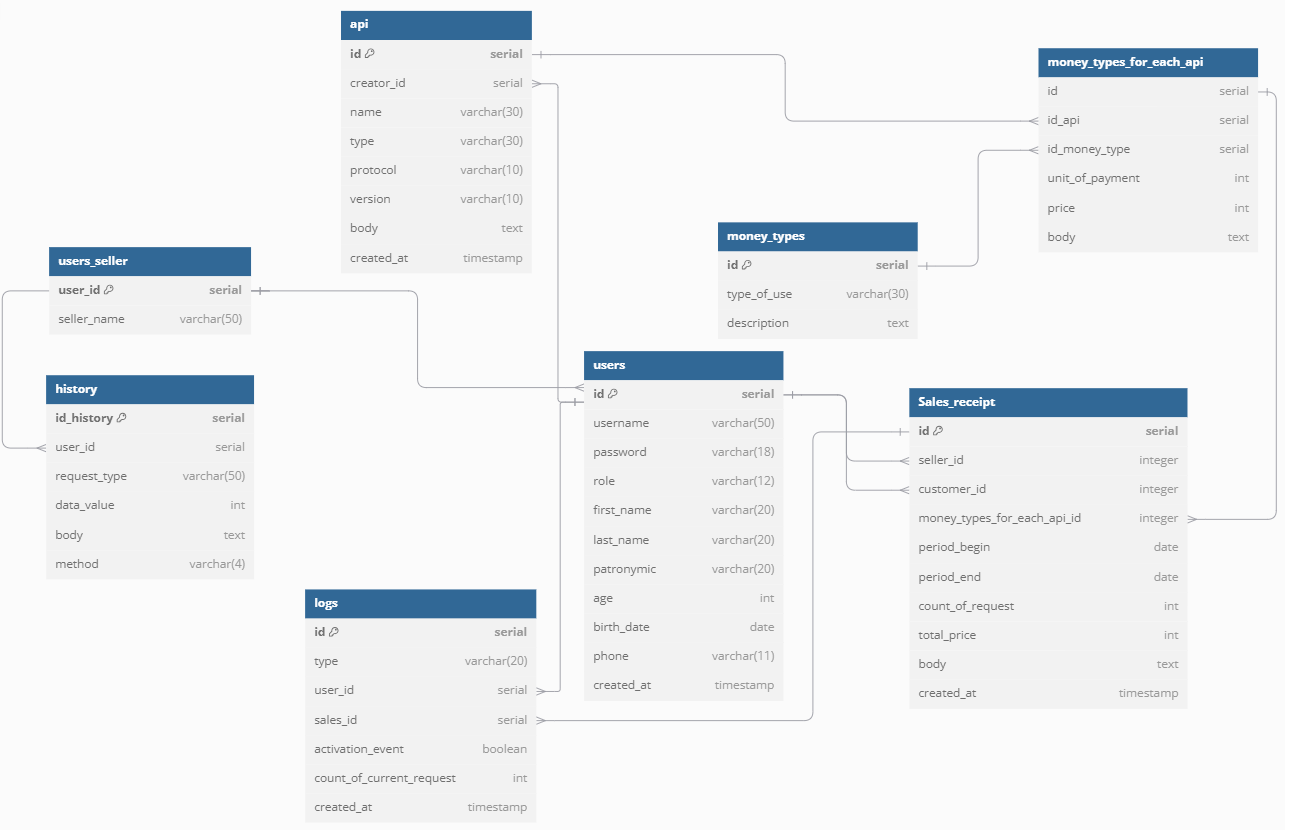 api
id serial
creator_id serial
name varchar(30)
type varchar(30)
protocol varchar(10)
version varchar(10)
body text
created_at timestamp
money_types_for_each_api
id serial
id_api serial
id_money_type serial
unit_of_payment int
price int
body text
money_types
id serial
type_of_use varchar(30)
description text
users_seller
user_id serial
seller_name varchar(50)
history
id_history serial
user_id serial
request_type varchar(50)
data_value int
body text
method varchar(4)
users
id serial
username varchar(50)
password varchar(18)
role varchar(12)
first_name varchar(20)
last_name varchar(20)
patronymic varchar(20)
age int
birth_date date
phone varchar(11)
created_at timestamp
Sales_receipt
id serial
seller_id integer
customer_id integer
money_types_for_each_api_id integer
period_begin date
period_end date
count_of_request int
total_price int
body text
created_at timestamp
logs
id serial
type varchar(20)
user_id serial
sales_id serial
activation_event boolean
count_of_current_request int
created_at timestamp